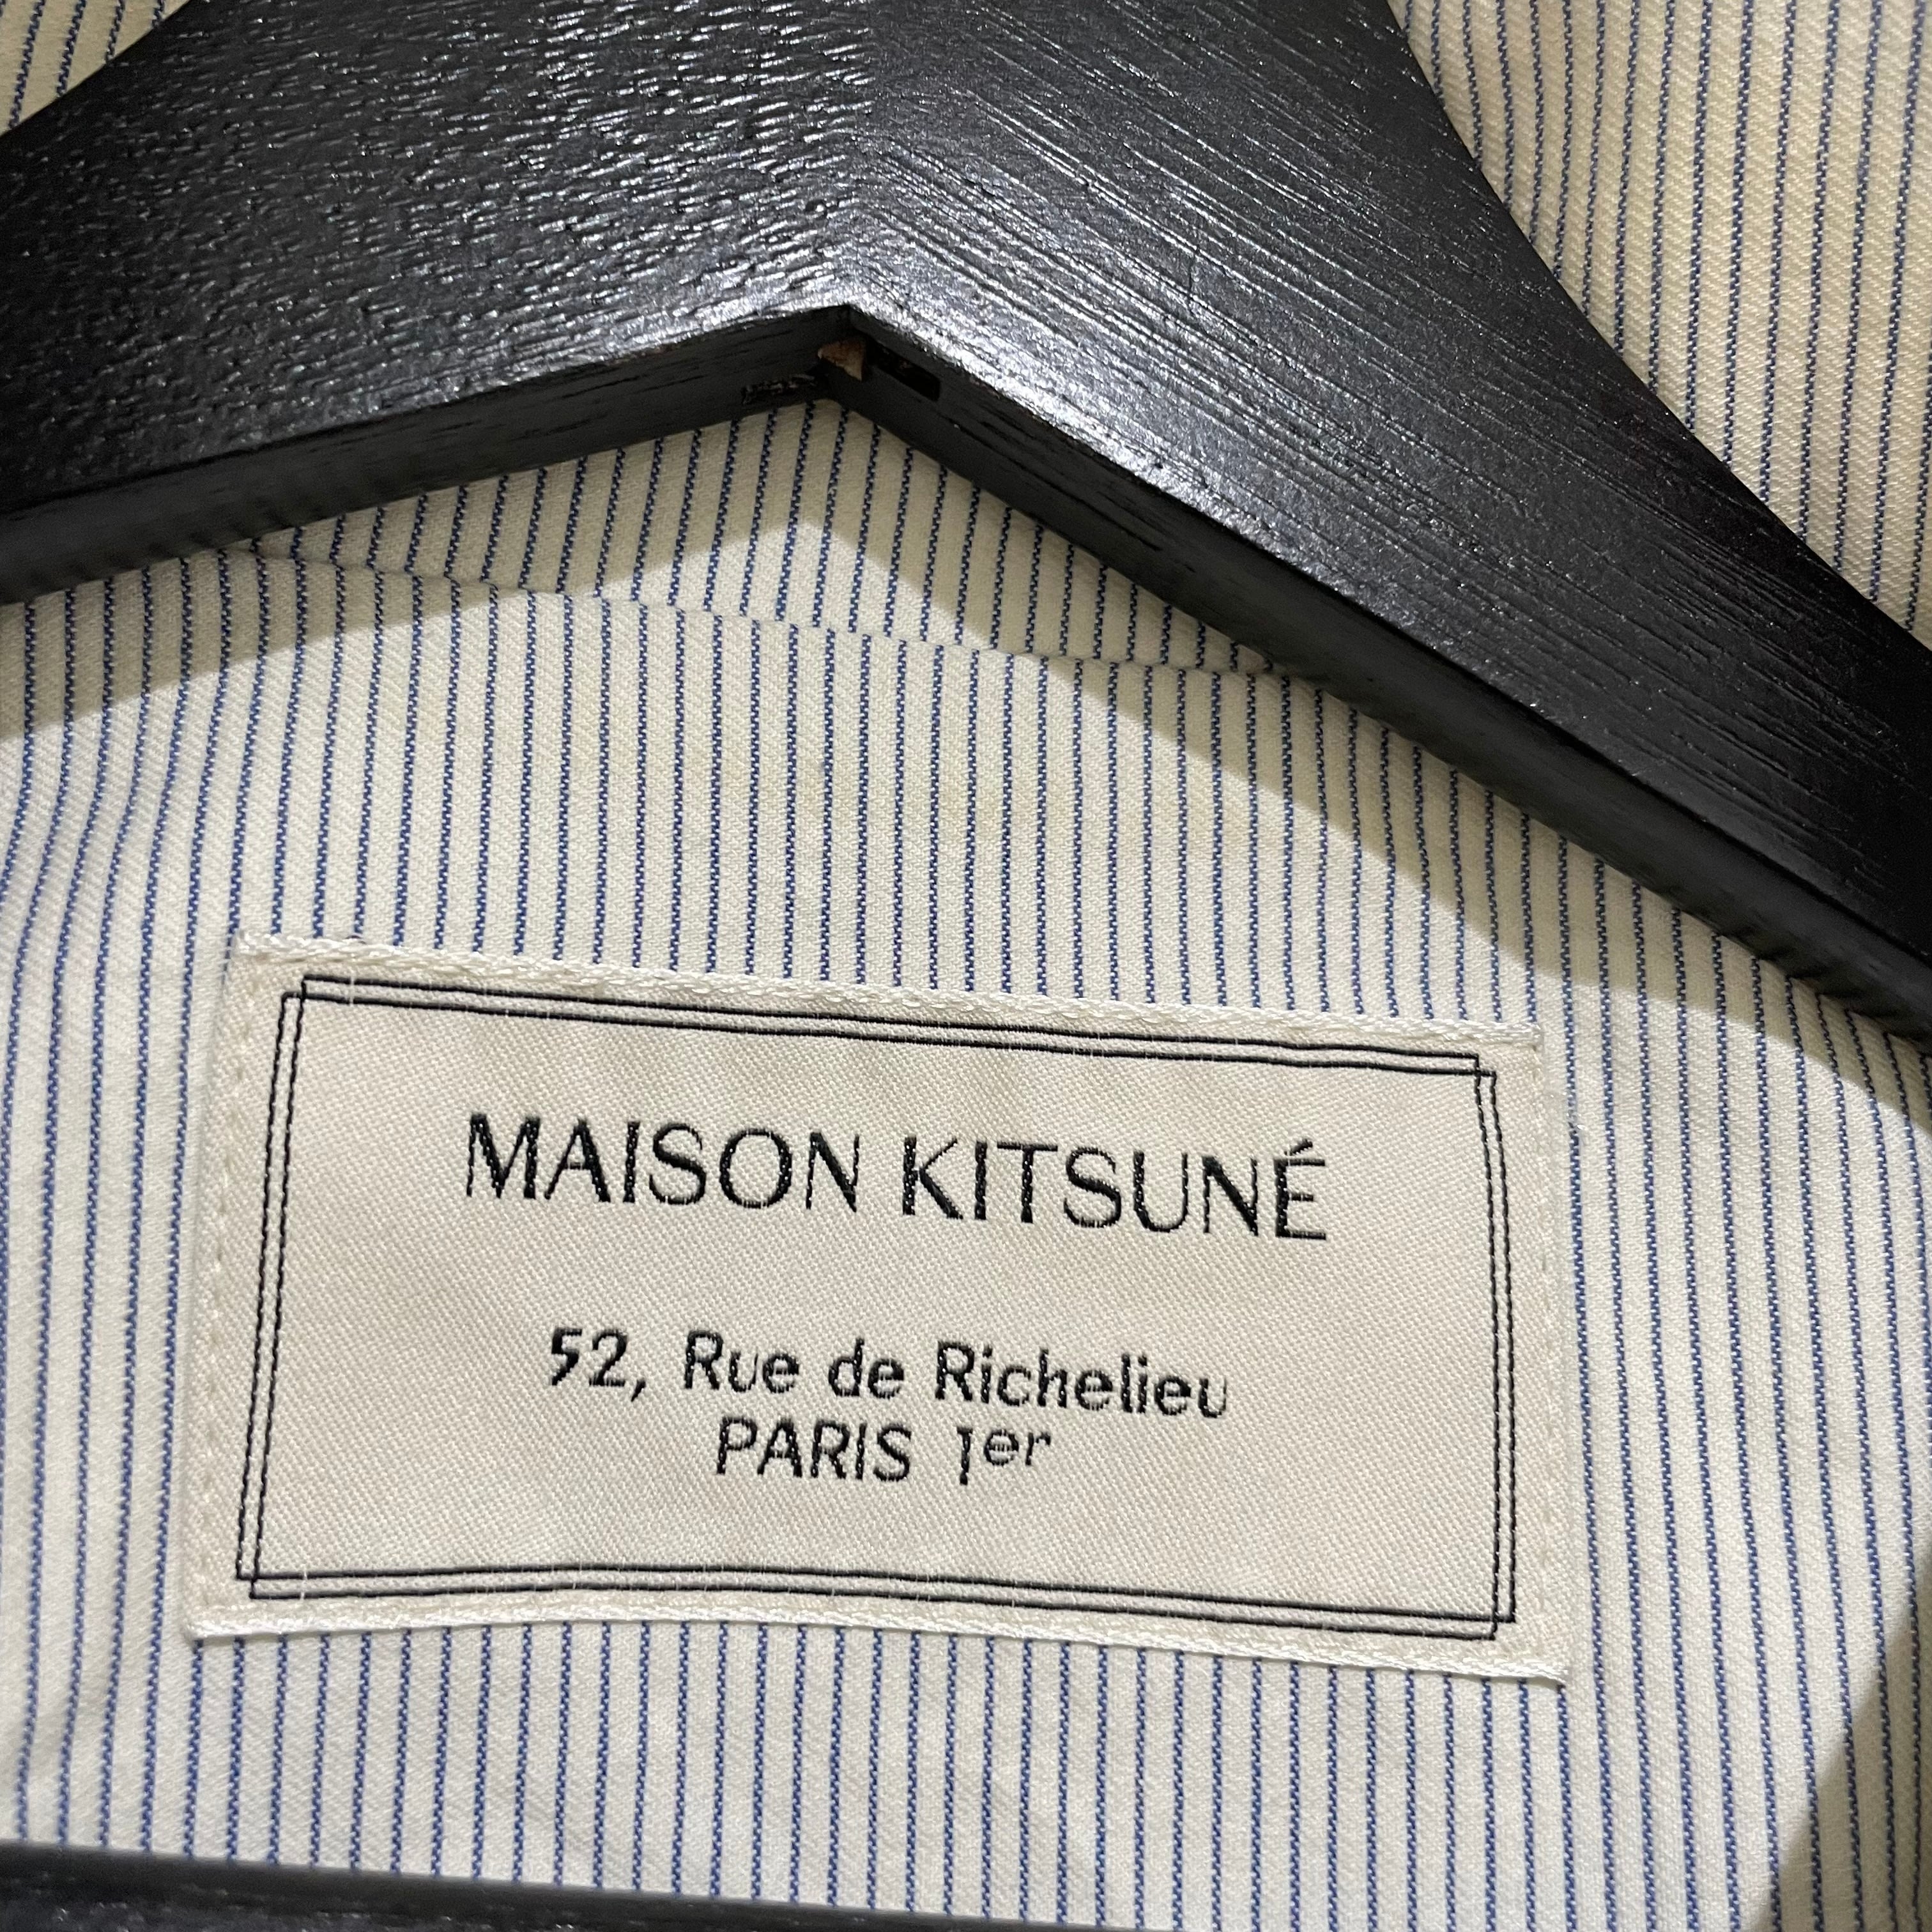 MAISON KITSUNÉ
52, Rue de Richelieu
PARIS 1er